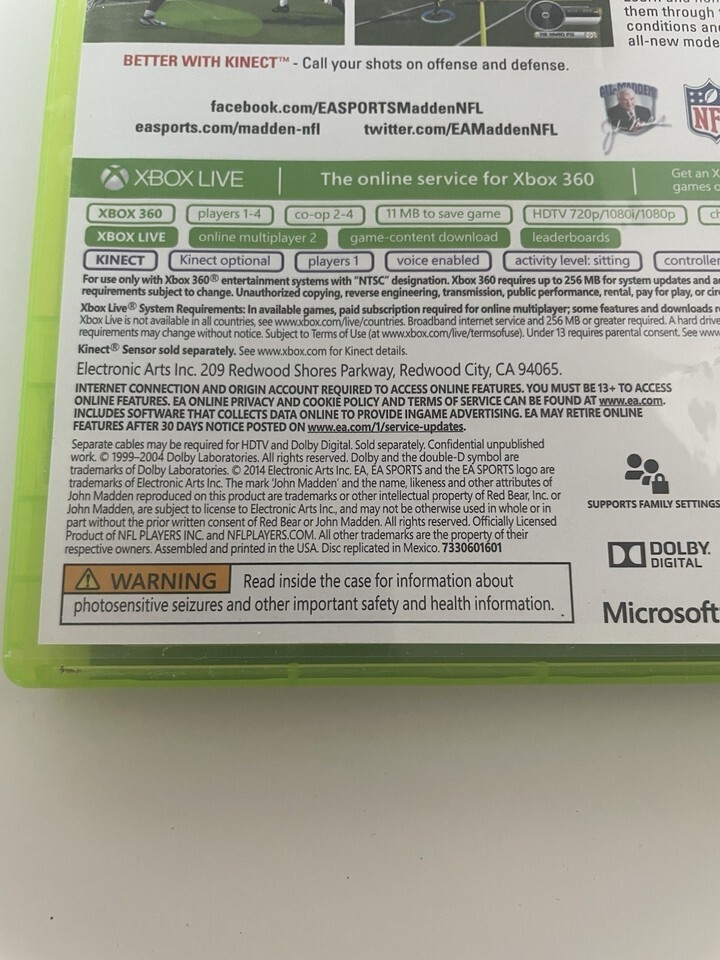 them through
conditions and
all-new mode
BETTER WITH KINECT™ - Call your shots on offense and defense.
facebook.com/EASPORTSMaddenNFL
easports.com/madden-nfl twitter.com/EAMaddenNFL
ALL-MADDEN
NF
XBOX LIVE The online service for Xbox 360 Get an X
games o
XBOX 360 players 1-4 co-op 2-4 11 MB to save game HDTV 720p/1080i/1080p
XBOX LIVE online multiplayer 2 game-content download leaderboards
KINECT Kinect optional players 1 voice enabled activity level: sitting controller
For use only with Xbox 360® entertainment systems with "NTSC" designation. Xbox 360 requires up to 256 MB for system updates and a
requirements subject to change. Unauthorized copying, reverse engineering, transmission, public performance, rental, pay for play, or cir
Xbox Live® System Requirements: In available games, paid subscription required for online multiplayer; some features and downloads r
Xbox Live is not available in all countries, see www.xbox.com/live/countries. Broadband internet service and 256 MB or greater required. A hard drive
requirements may change without notice. Subject to Terms of Use (at www.xbox.com/live/termsofuse). Under 13 requires parental consent. See www
Kinect® Sensor sold separately. See www.xbox.com for Kinect details.
Electronic Arts Inc. 209 Redwood Shores Parkway, Redwood City, CA 94065.
INTERNET CONNECTION AND ORIGIN ACCOUNT REQUIRED TO ACCESS ONLINE FEATURES. YOU MUST BE 13+ TO ACCESS
ONLINE FEATURES. EA ONLINE PRIVACY AND COOKIE POLICY AND TERMS OF SERVICE CAN BE FOUND AT www.ea.com.
INCLUDES SOFTWARE THAT COLLECTS DATA ONLINE TO PROVIDE INGAME ADVERTISING. EA MAY RETIRE ONLINE
FEATURES AFTER 30 DAYS NOTICE POSTED ON www.ea.com/1/service-updates.
Separate cables may be required for HDTV and Dolby Digital. Sold separately. Confidential unpublished
work. © 1999–2004 Dolby Laboratories. All rights reserved. Dolby and the double-D symbol are
trademarks of Dolby Laboratories. © 2014 Electronic Arts Inc. EA, EA SPORTS and the EA SPORTS logo are
trademarks of Electronic Arts Inc. The mark 'John Madden' and the name, likeness and other attributes of
John Madden reproduced on this product are trademarks or other intellectual property of Red Bear, Inc. or
John Madden, are subject to license to Electronic Arts Inc., and may not be otherwise used in whole or in
part without the prior written consent of Red Bear or John Madden. All rights reserved. Officially Licensed
Product of NFL PLAYERS INC. and NFLPLAYERS.COM. All other trademarks are the property of their
respective owners. Assembled and printed in the USA. Disc replicated in Mexico. 7330601601
SUPPORTS FAMILY SETTINGS
DOLBY
DIGITAL
WARNING Read inside the case for information about
photosensitive seizures and other important safety and health information.
Microsoft